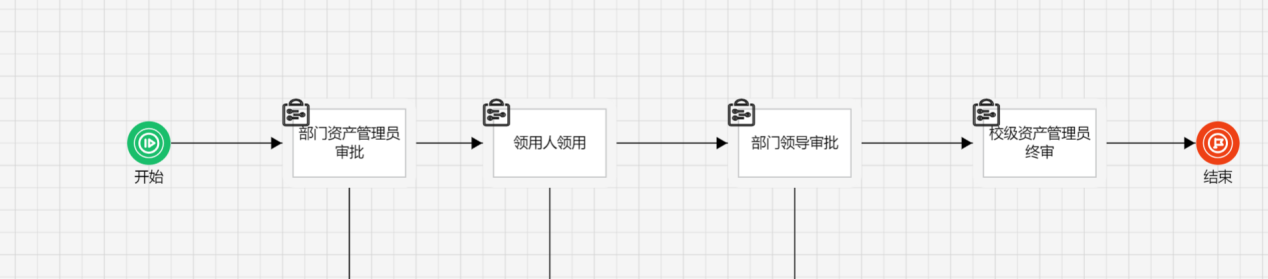 开始
部门资产管理员
审批
领用人领用
部门领导审批
校级资产管理员
终审
结束